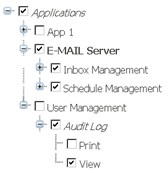 Applications
App 1
E-MAIL Server
Inbox Management
Schedule Management
User Management
Audit Log
Print
View